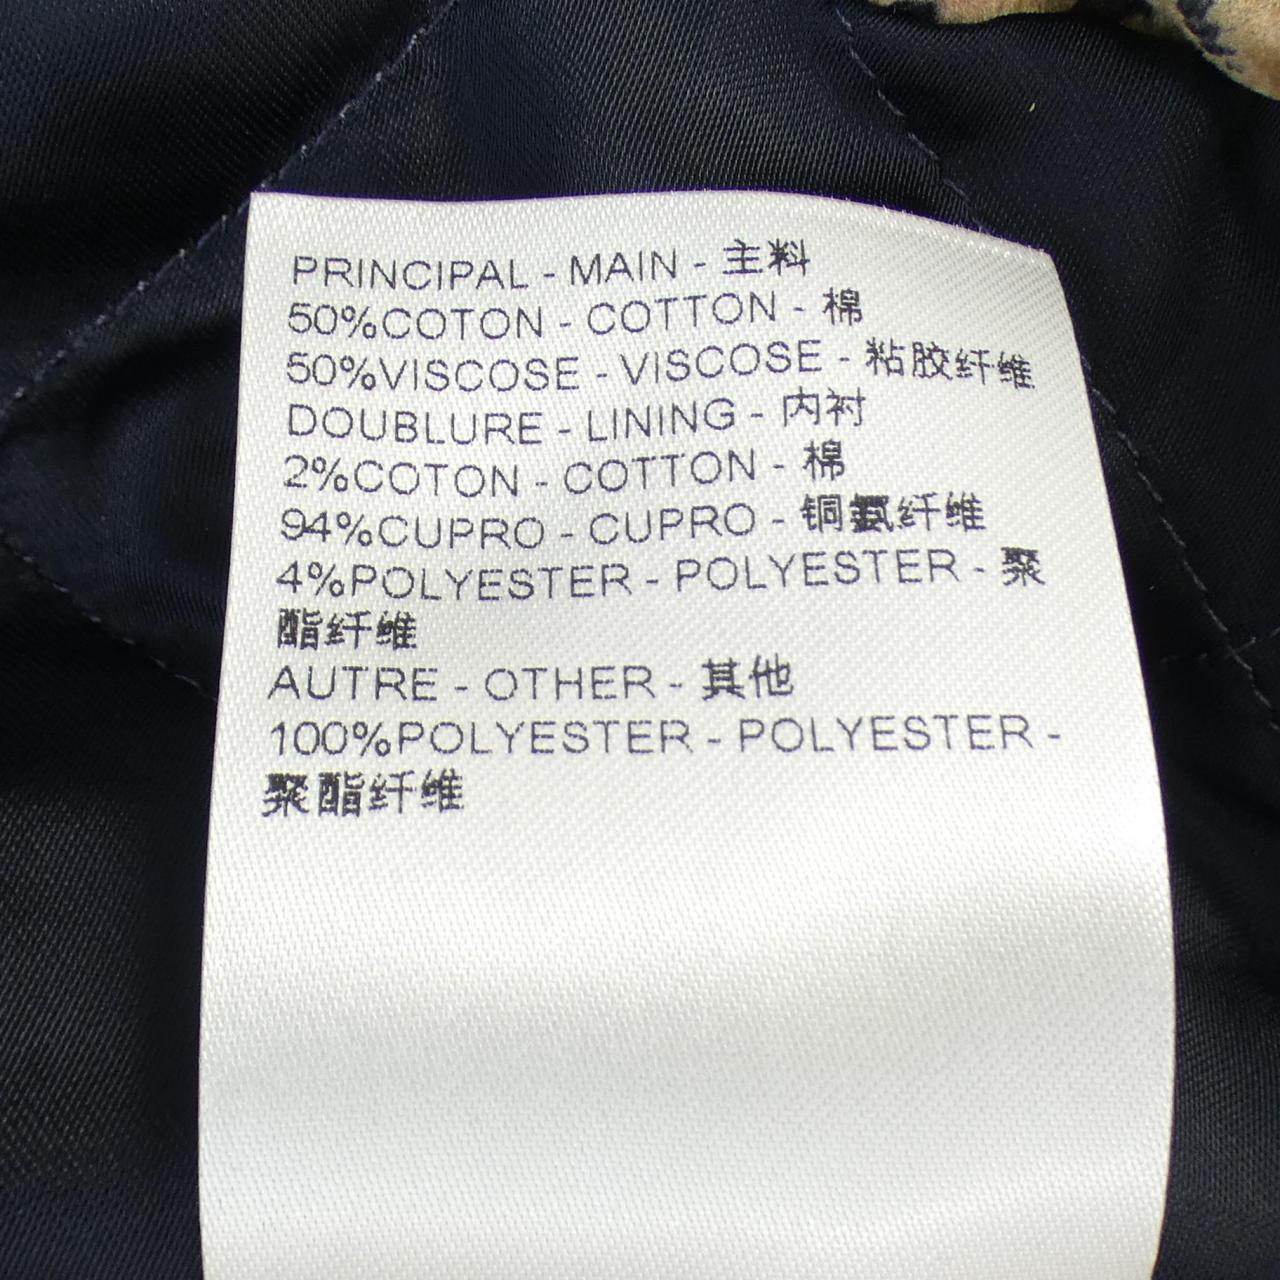 PRINCIPAL - MAIN - 主料
50%COTON - COTTON - 棉
50%VISCOSE - VISCOSE - 粘胶纤维
DOUBLURE - LINING - 内衬
2%COTON - COTTON - 棉
94%CUPRO - CUPRO - 铜氨纤维
4%POLYESTER - POLYESTER - 聚
酯纤维
AUTRE - OTHER - 其他
100%POLYESTER - POLYESTER -
聚酯纤维